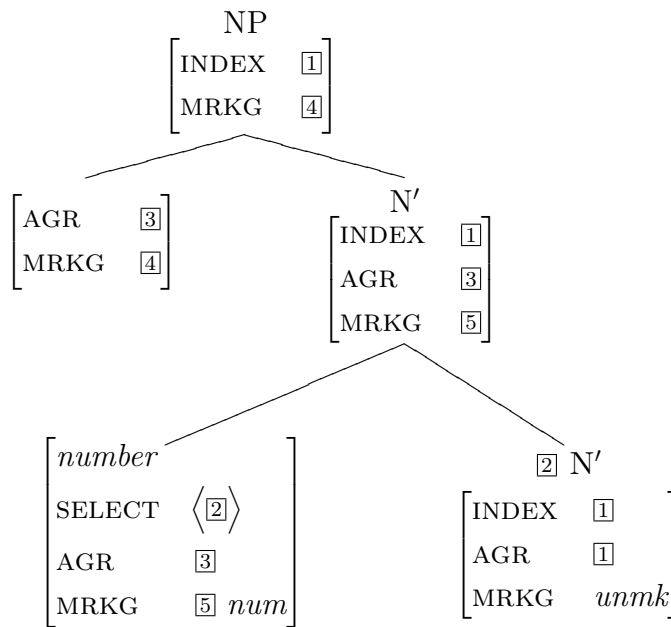 NP
INDEX 1
MRKG 4
AGR 3
MRKG 4
N′
INDEX 1
AGR 3
MRKG 5
number
SELECT ⟨2⟩
AGR 3
MRKG 5 num
2 N′
INDEX 1
AGR 1
MRKG unmk